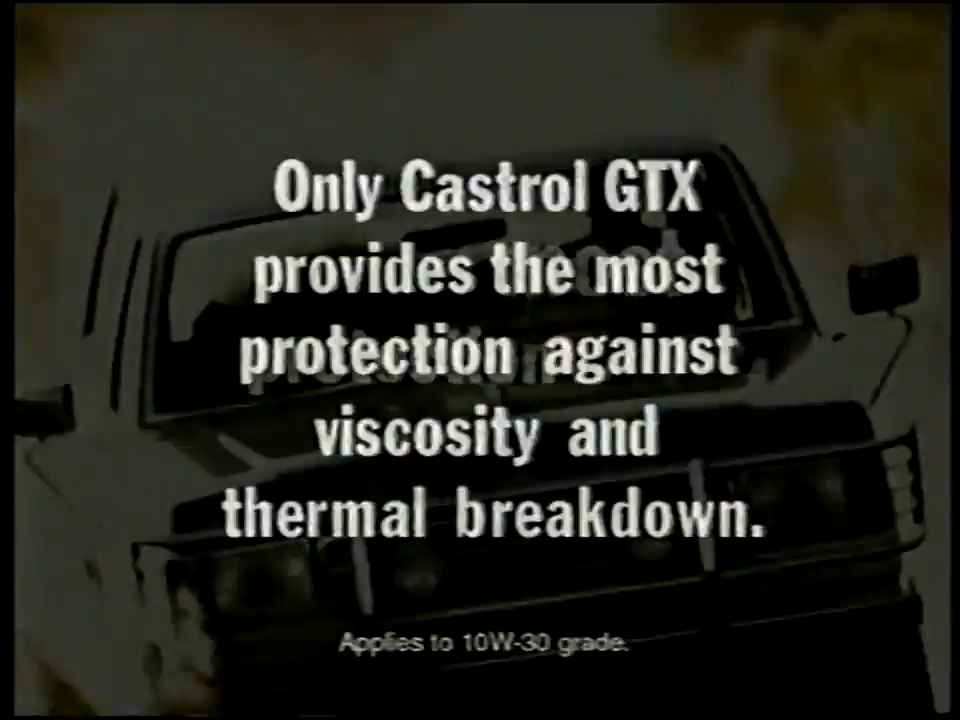 Only Castrol GTX
provides the most
protection against
viscosity and
thermal breakdown.
Applies to 10W-30 grade.